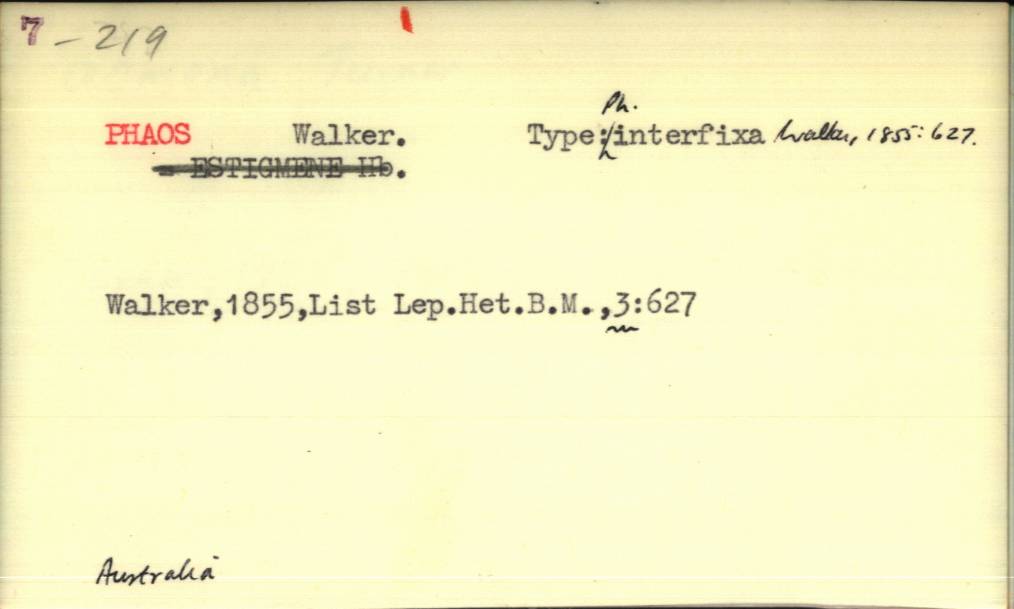 7 - 219
PHAOS Walker. Type: Ph. interfixa Walker, 1855: 627.
= ESTIGMENE Hb.
Walker,1855,List Lep.Het.B.M.,3:627
Australia